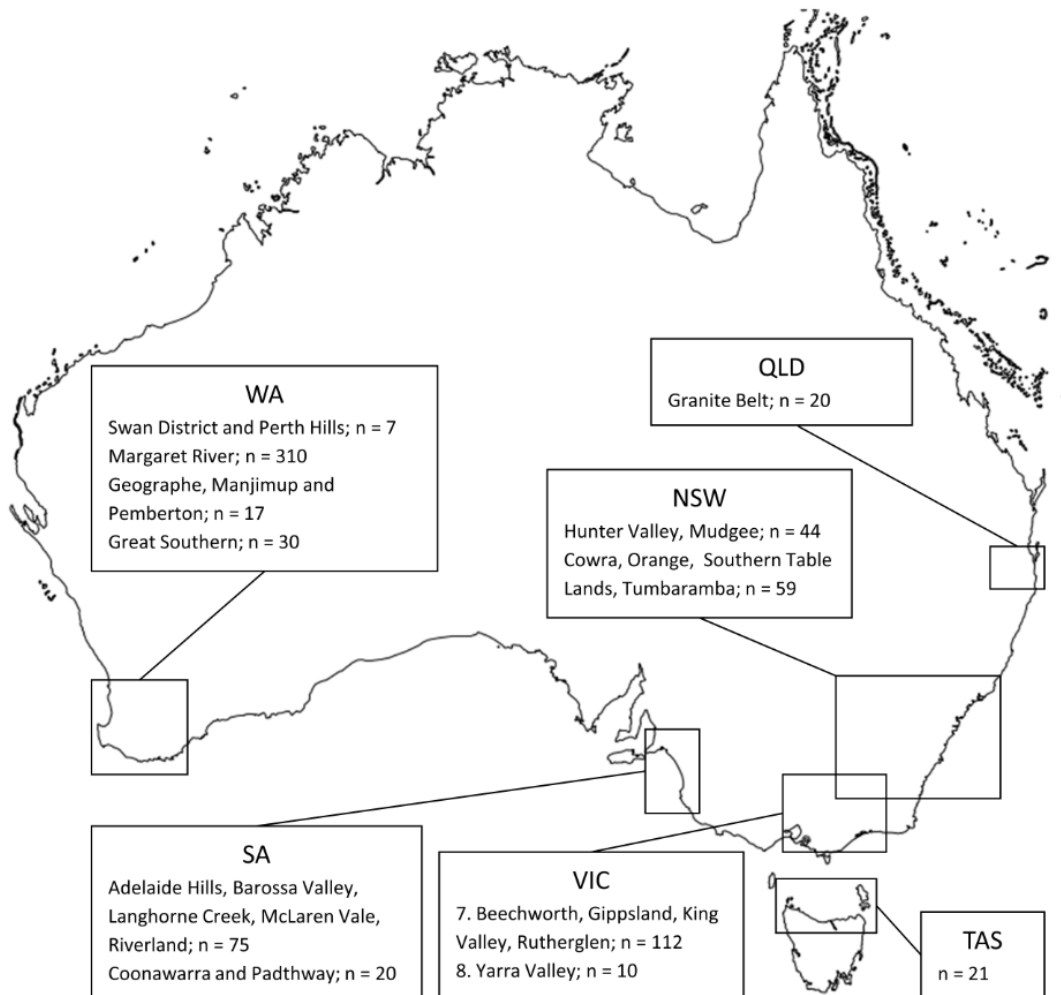 WA
Swan District and Perth Hills; n = 7
Margaret River; n = 310
Geographe, Manjimup and
Pemberton; n = 17
Great Southern; n = 30
QLD
Granite Belt; n = 20
NSW
Hunter Valley, Mudgee; n = 44
Cowra, Orange, Southern Table
Lands, Tumbaramba; n = 59
SA
Adelaide Hills, Barossa Valley,
Langhorne Creek, McLaren Vale,
Riverland; n = 75
Coonawarra and Padthway; n = 20
VIC
7. Beechworth, Gippsland, King
Valley, Rutherglen; n = 112
8. Yarra Valley; n = 10
TAS
n = 21